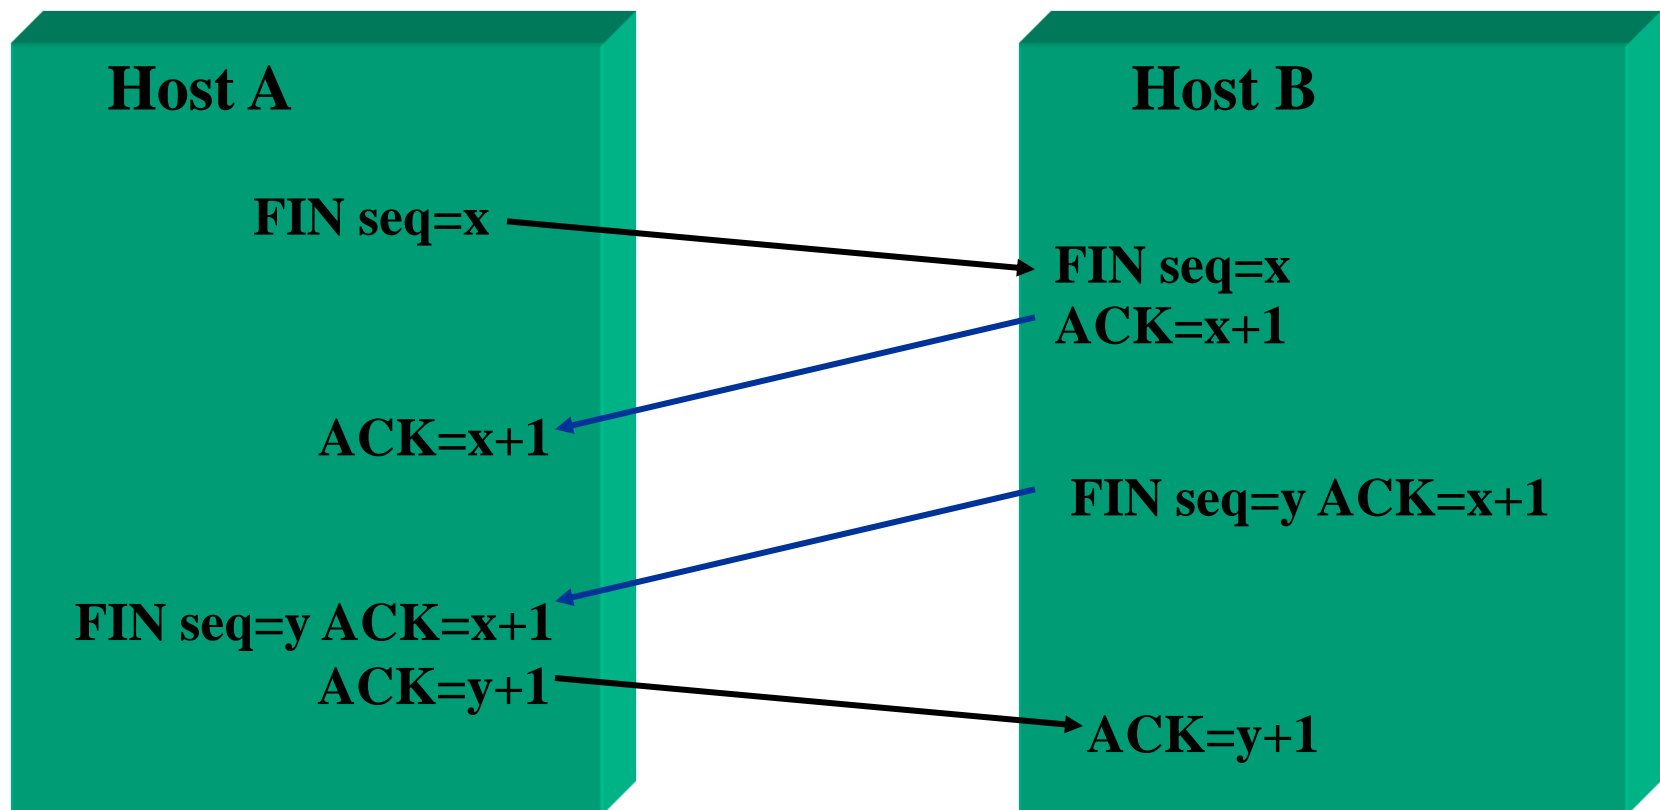 Host A
Host B
FIN seq=x
FIN seq=x
ACK=x+1
ACK=x+1
FIN seq=y ACK=x+1
FIN seq=y ACK=x+1
ACK=y+1
ACK=y+1